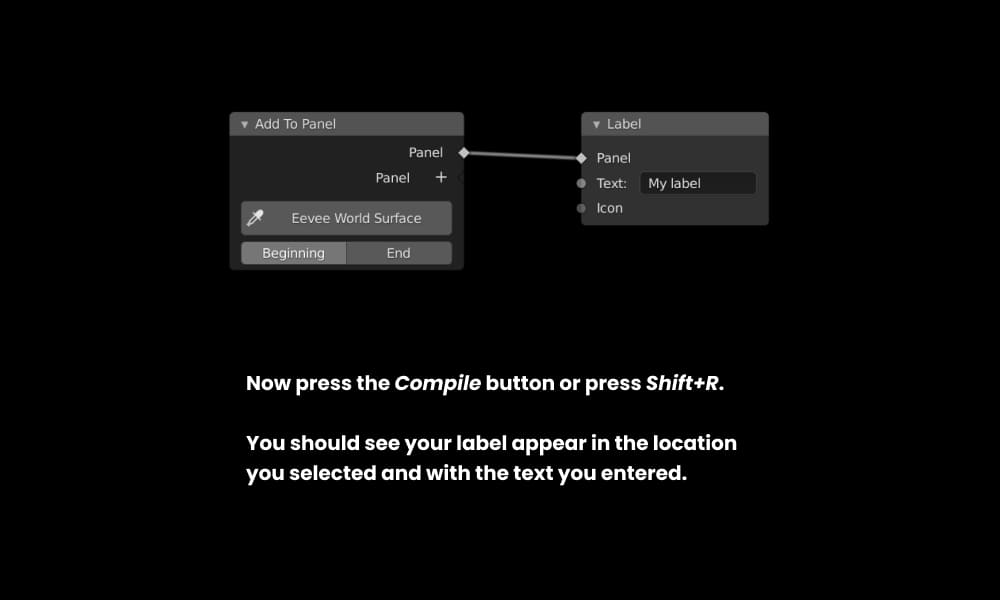 Add To Panel
Panel
Panel +
Eevee World Surface
Beginning End
Label
Panel
Text: My label
Icon
Now press the Compile button or press Shift+R.
You should see your label appear in the location
you selected and with the text you entered.